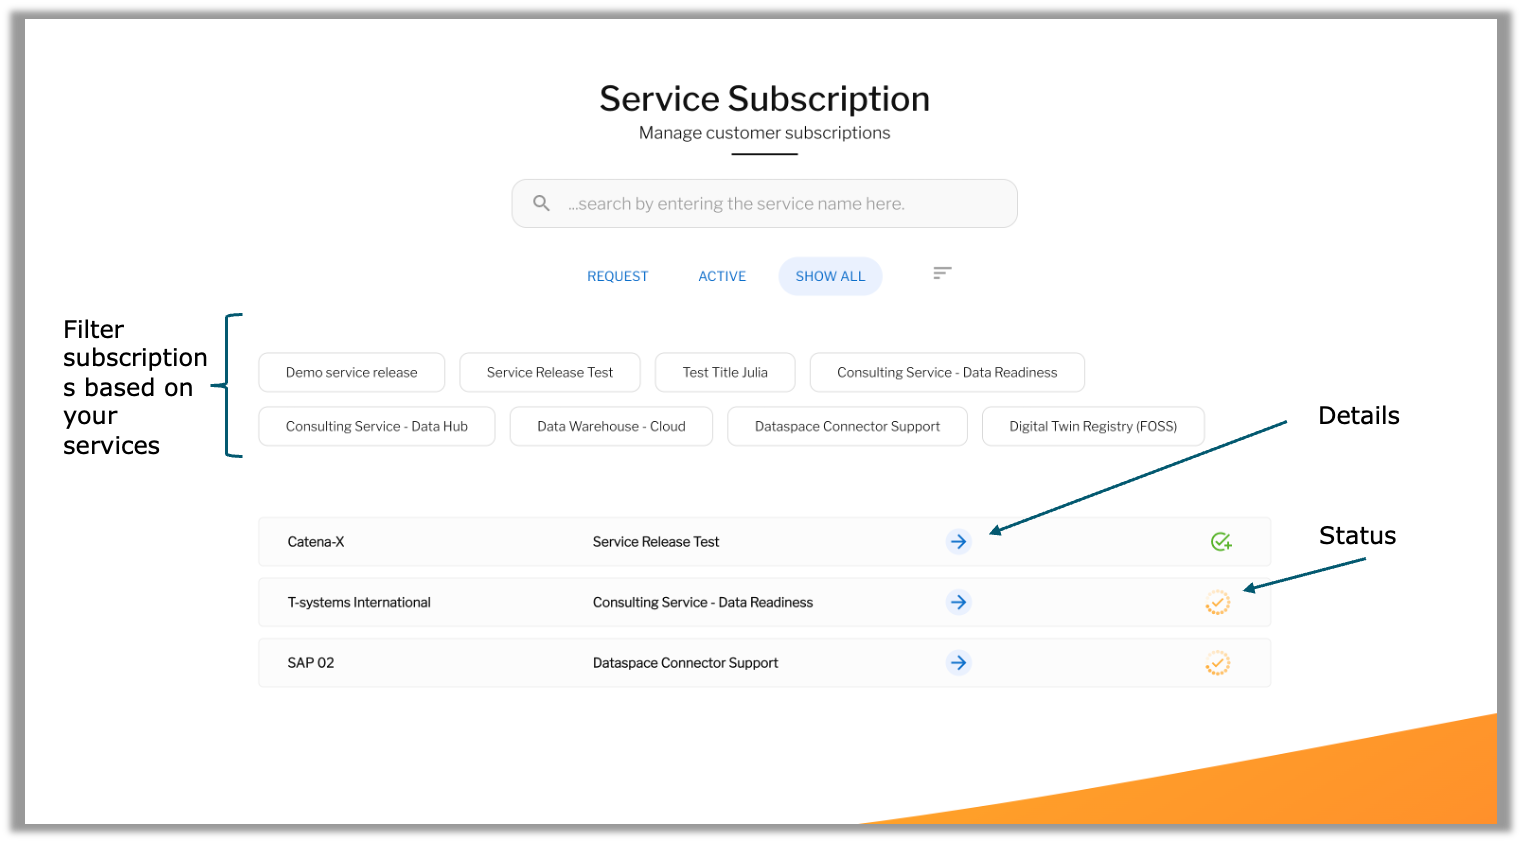 Service Subscription
Manage customer subscriptions
...search by entering the service name here.
REQUEST ACTIVE SHOW ALL
Filter
subscription
s based on
your
services
Demo service release Service Release Test Test Title Julia Consulting Service - Data Readiness
Consulting Service - Data Hub Data Warehouse - Cloud Dataspace Connector Support Digital Twin Registry (FOSS)
Details
Catena-X Service Release Test
Status
T-systems International Consulting Service - Data Readiness
SAP 02 Dataspace Connector Support